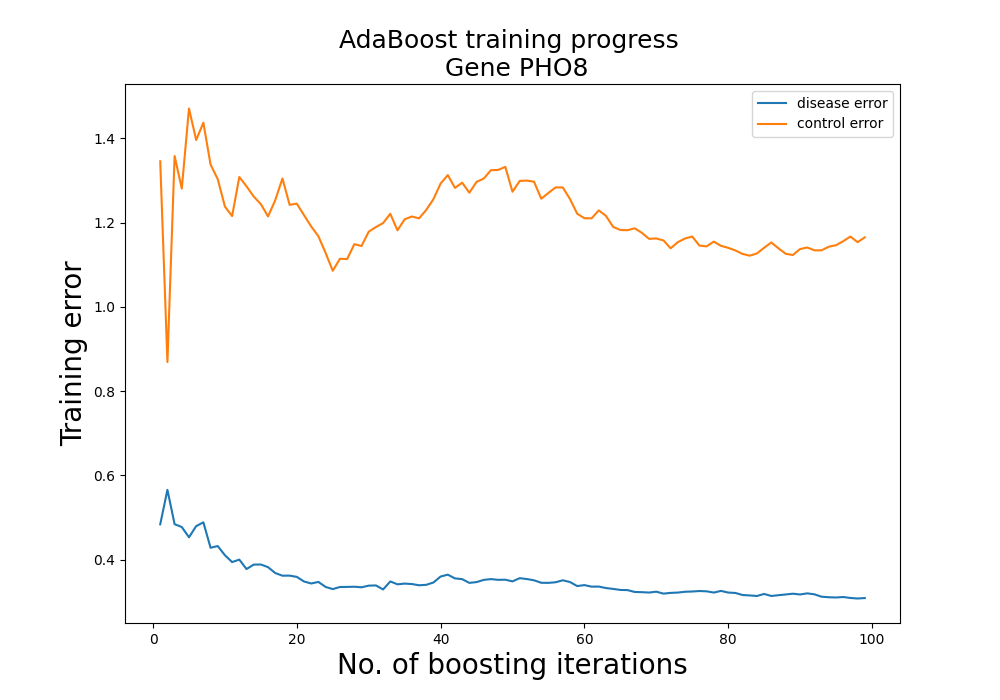 AdaBoost training progress
Gene PHO8
disease error
control error
Training error
1.4
1.2
1.0
0.8
0.6
0.4
0 20 40 60 80 100
No. of boosting iterations